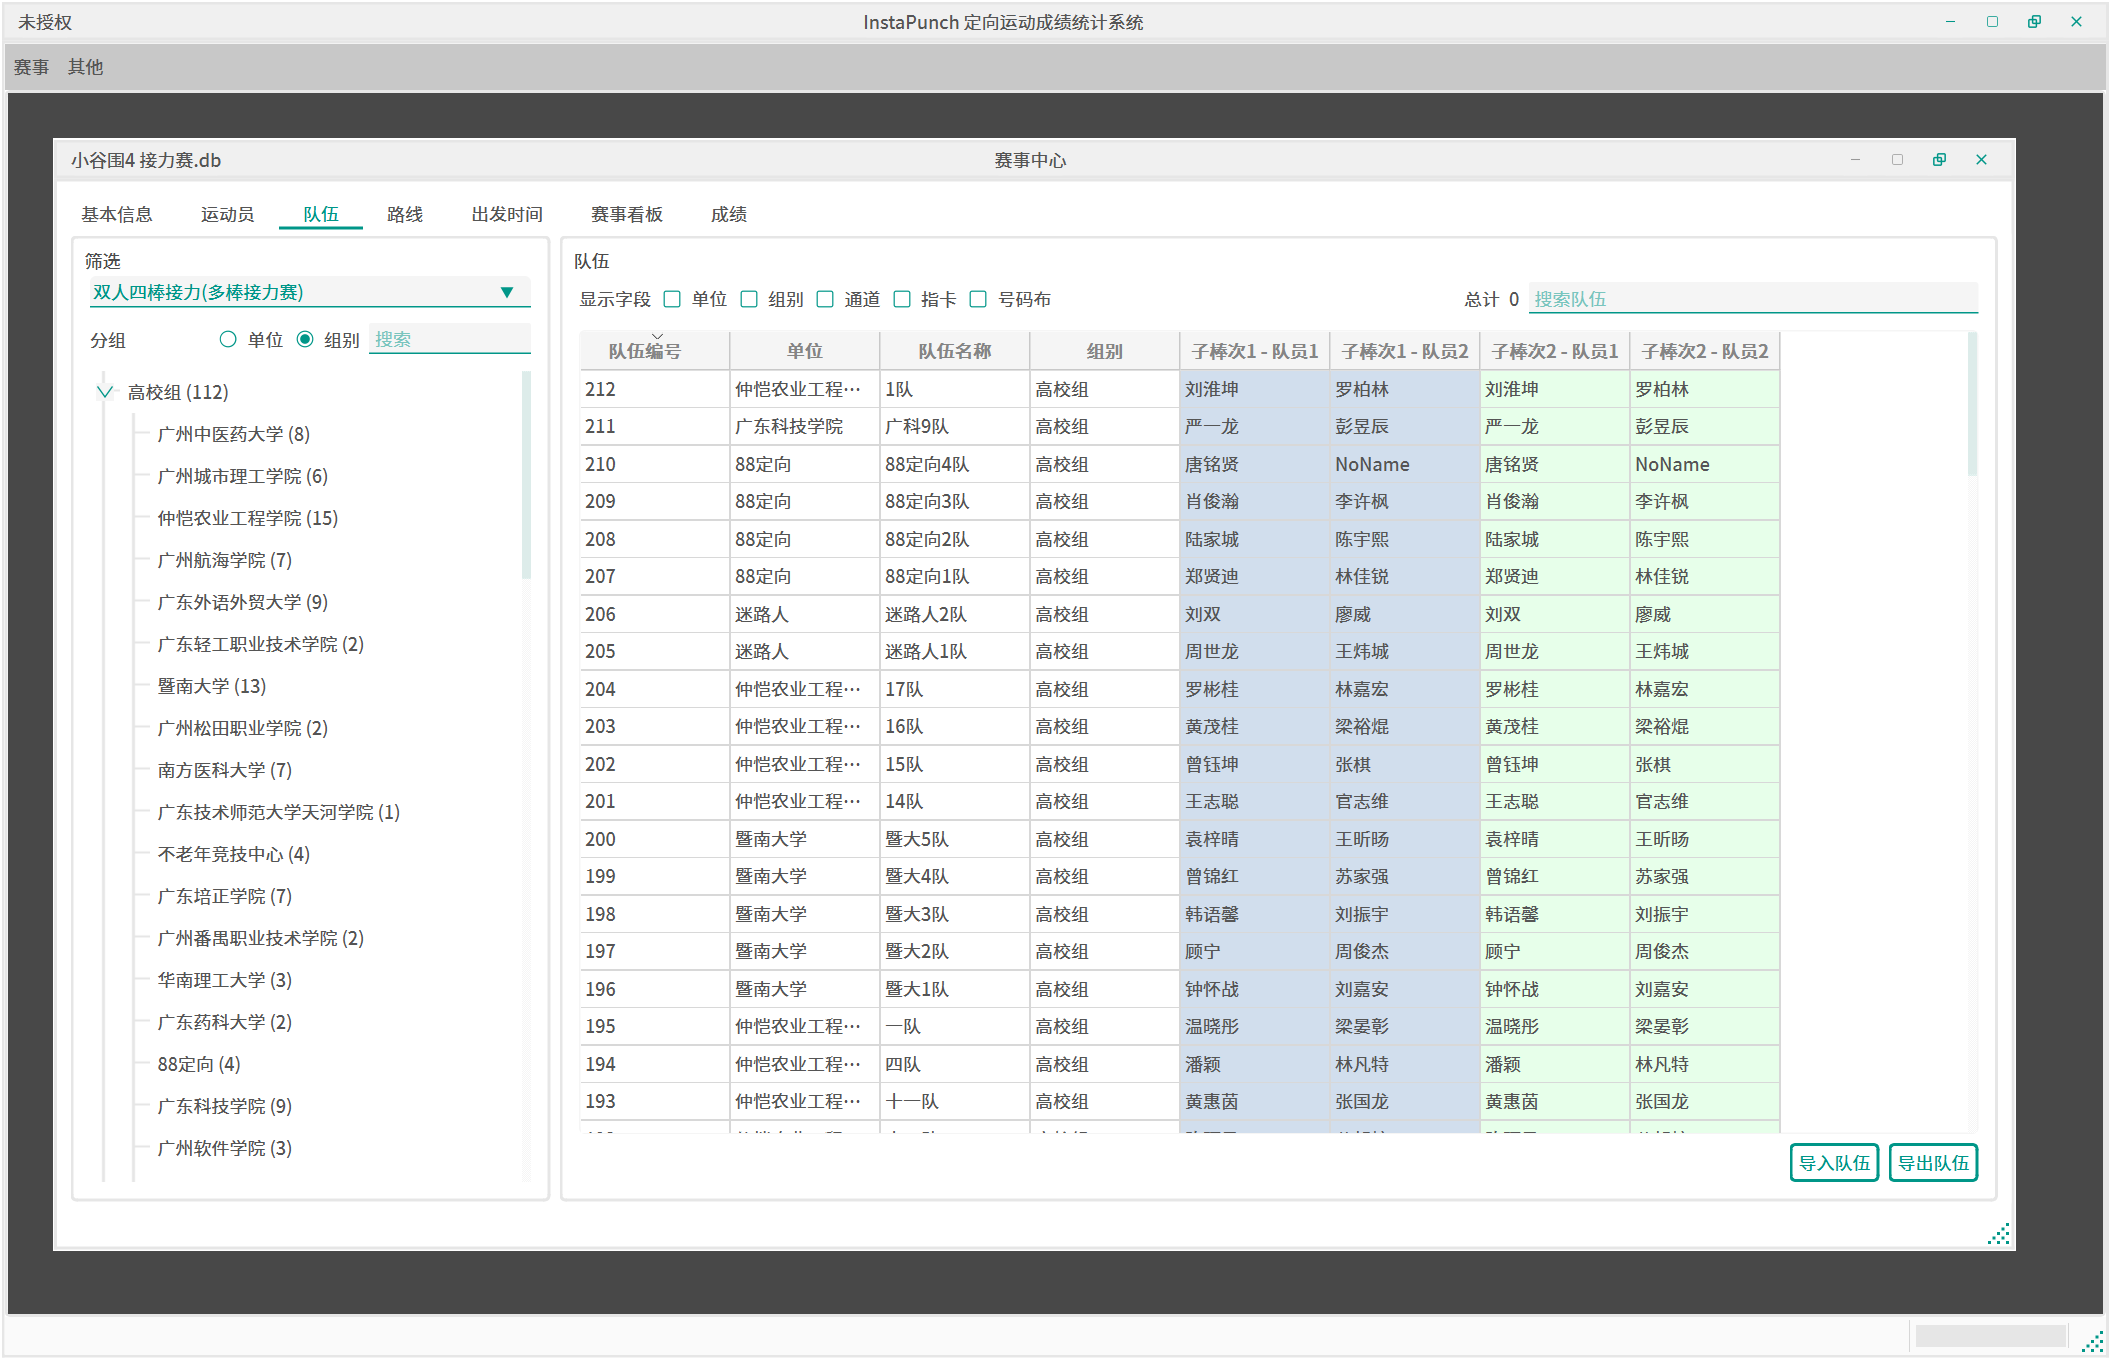 未授权 InstaPunch 定向运动成绩统计系统
赛事 其他
小谷围4 接力赛.db 赛事中心
基本信息 运动员 队伍 路线 出发时间 赛事看板 成绩
筛选
双人四棒接力(多棒接力赛)
分组 单位 组别 搜索
高校组 (112)
广州中医药大学 (8)
广州城市理工学院 (6)
仲恺农业工程学院 (15)
广州航海学院 (7)
广东外语外贸大学 (9)
广东轻工职业技术学院 (2)
暨南大学 (13)
广州松田职业学院 (2)
南方医科大学 (7)
广东技术师范大学天河学院 (1)
不老年竞技中心 (4)
广东培正学院 (7)
广州番禺职业技术学院 (2)
华南理工大学 (3)
广东药科大学 (2)
88定向 (4)
广东科技学院 (9)
广州软件学院 (3)
队伍
显示字段 单位 组别 通道 指卡 号码布 总计 0 搜索队伍
队伍编号 单位 队伍名称 组别 子棒次1 - 队员1 子棒次1 - 队员2 子棒次2 - 队员1 子棒次2 - 队员2
212 仲恺农业工程… 1队 高校组 刘淮坤 罗柏林 刘淮坤 罗柏林
211 广东科技学院 广科9队 高校组 严一龙 彭昱辰 严一龙 彭昱辰
210 88定向 88定向4队 高校组 唐铭贤 NoName 唐铭贤 NoName
209 88定向 88定向3队 高校组 肖俊瀚 李许枫 肖俊瀚 李许枫
208 88定向 88定向2队 高校组 陆家城 陈宇熙 陆家城 陈宇熙
207 88定向 88定向1队 高校组 郑贤迪 林佳锐 郑贤迪 林佳锐
206 迷路人 迷路人2队 高校组 刘双 廖威 刘双 廖威
205 迷路人 迷路人1队 高校组 周世龙 王炜城 周世龙 王炜城
204 仲恺农业工程… 17队 高校组 罗彬桂 林嘉宏 罗彬桂 林嘉宏
203 仲恺农业工程… 16队 高校组 黄茂桂 梁裕焜 黄茂桂 梁裕焜
202 仲恺农业工程… 15队 高校组 曾钰坤 张棋 曾钰坤 张棋
201 仲恺农业工程… 14队 高校组 王志聪 官志维 王志聪 官志维
200 暨南大学 暨大5队 高校组 袁梓晴 王昕旸 袁梓晴 王昕旸
199 暨南大学 暨大4队 高校组 曾锦红 苏家强 曾锦红 苏家强
198 暨南大学 暨大3队 高校组 韩语馨 刘振宇 韩语馨 刘振宇
197 暨南大学 暨大2队 高校组 顾宁 周俊杰 顾宁 周俊杰
196 暨南大学 暨大1队 高校组 钟怀战 刘嘉安 钟怀战 刘嘉安
195 仲恺农业工程… 一队 高校组 温晓彤 梁晏彰 温晓彤 梁晏彰
194 仲恺农业工程… 四队 高校组 潘颖 林凡特 潘颖 林凡特
193 仲恺农业工程… 十一队 高校组 黄惠茵 张国龙 黄惠茵 张国龙
导入队伍 导出队伍